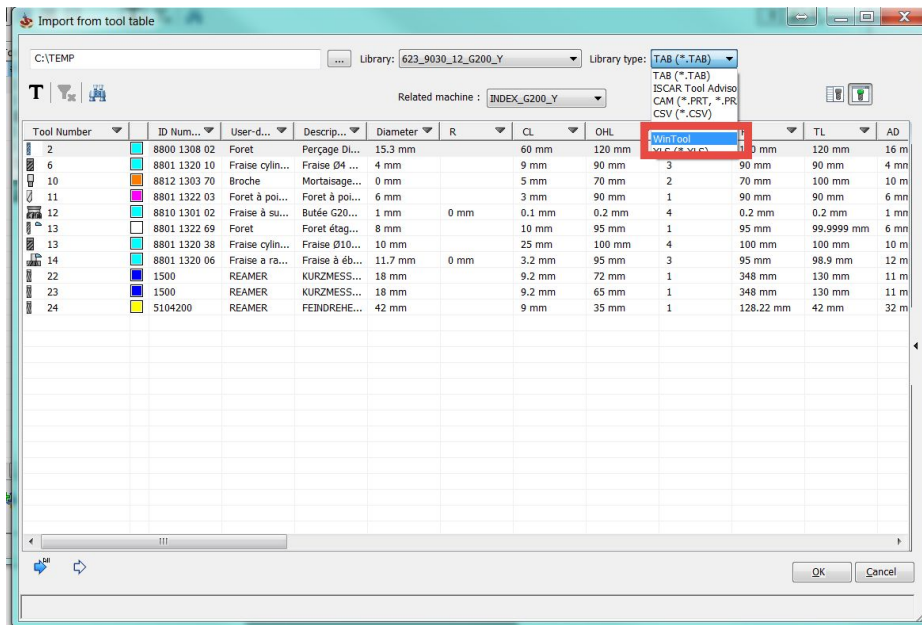 Import from tool table
C:\TEMP ... Library: 623_9030_12_G200_Y Library type: TAB (*.TAB)
TAB (*.TAB)
ISCAR Tool Adviso
CAM (*.PRT, *.PR
CSV (*.CSV)
WinTool
XLS (*.XLS)
T Related machine : INDEX_G200_Y
Tool Number ID Num... User-d... Descrip... Diameter R CL OHL TL AD
2 8800 1308 02 Foret Perçage Di... 15.3 mm 60 mm 120 mm 120 mm 16 m
6 8801 1320 10 Fraise cylin... Fraise Ø4 ... 4 mm 9 mm 90 mm 3 90 mm 90 mm 4 mm
10 8812 1303 70 Broche Mortaisage... 0 mm 5 mm 70 mm 2 70 mm 100 mm 10 m
11 8801 1322 03 Foret à poi... Foret à poi... 6 mm 3 mm 90 mm 1 90 mm 90 mm 6 mm
12 8810 1301 02 Fraise à su... Butée G20... 1 mm 0 mm 0.1 mm 0.2 mm 4 0.2 mm 0.2 mm 1 mm
13 8801 1322 69 Foret Foret étag... 8 mm 10 mm 95 mm 1 95 mm 99.9999 mm 6 mm
13 8801 1320 38 Fraise cylin... Fraise Ø10... 10 mm 25 mm 100 mm 4 100 mm 100 mm 10 m
14 8801 1320 06 Fraise a ra... Fraise à éb... 11.7 mm 0 mm 3.2 mm 95 mm 3 95 mm 98.9 mm 12 m
22 1500 REAMER KURZMESS... 18 mm 9.2 mm 72 mm 1 348 mm 130 mm 11 m
23 1500 REAMER KURZMESS... 18 mm 9.2 mm 65 mm 1 348 mm 130 mm 11 m
24 5104200 REAMER FEINDREHE... 42 mm 9 mm 35 mm 1 128.22 mm 42 mm 32 m
All
OK Cancel